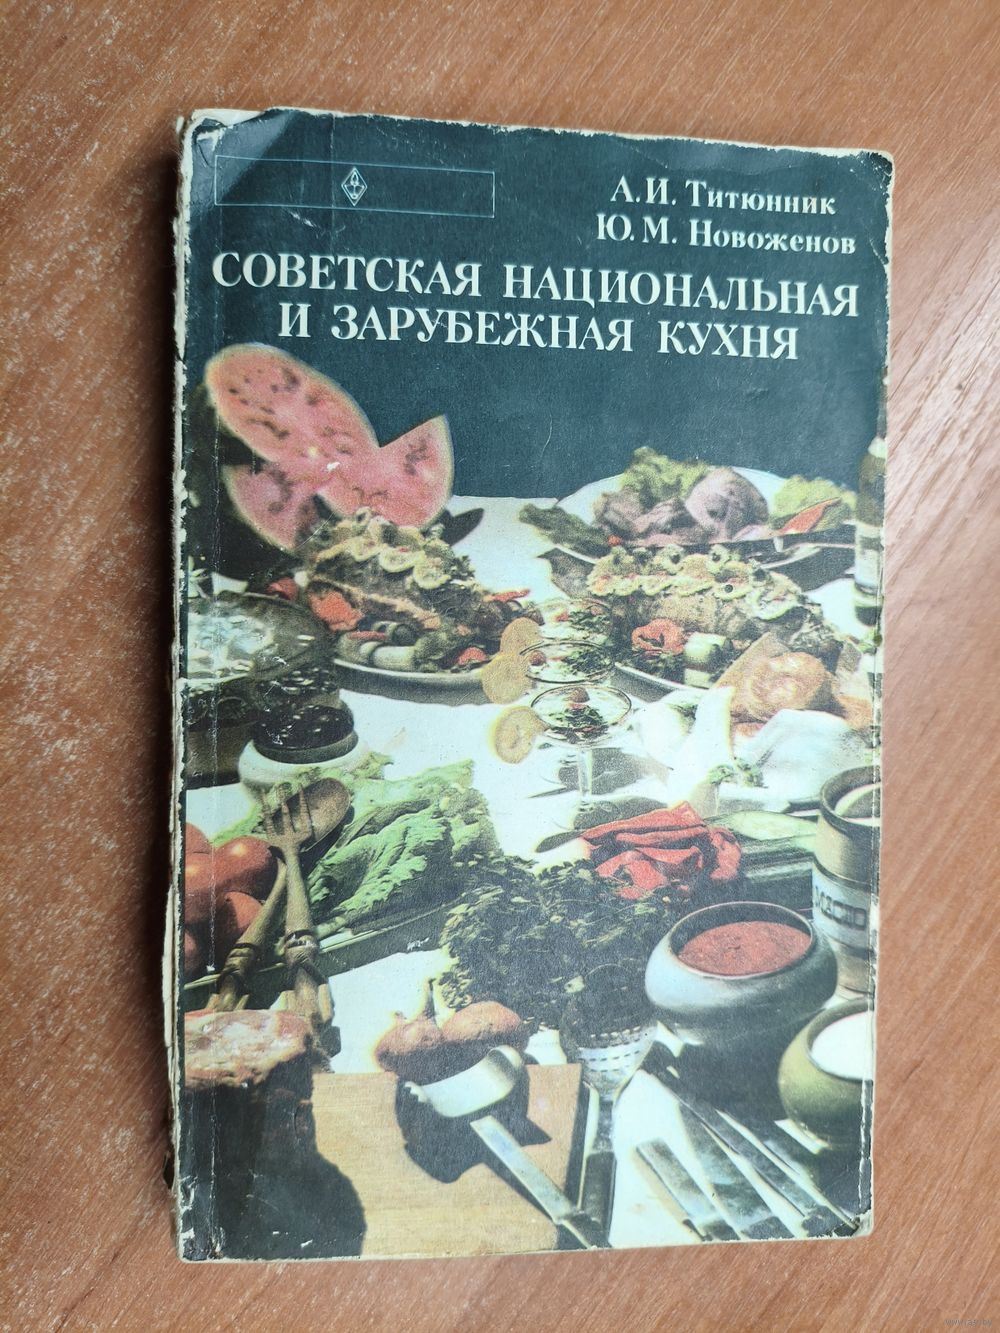 А.И. Титюнник
Ю.М. Новоженов
СОВЕТСКАЯ НАЦИОНАЛЬНАЯ
И ЗАРУБЕЖНАЯ КУХНЯ